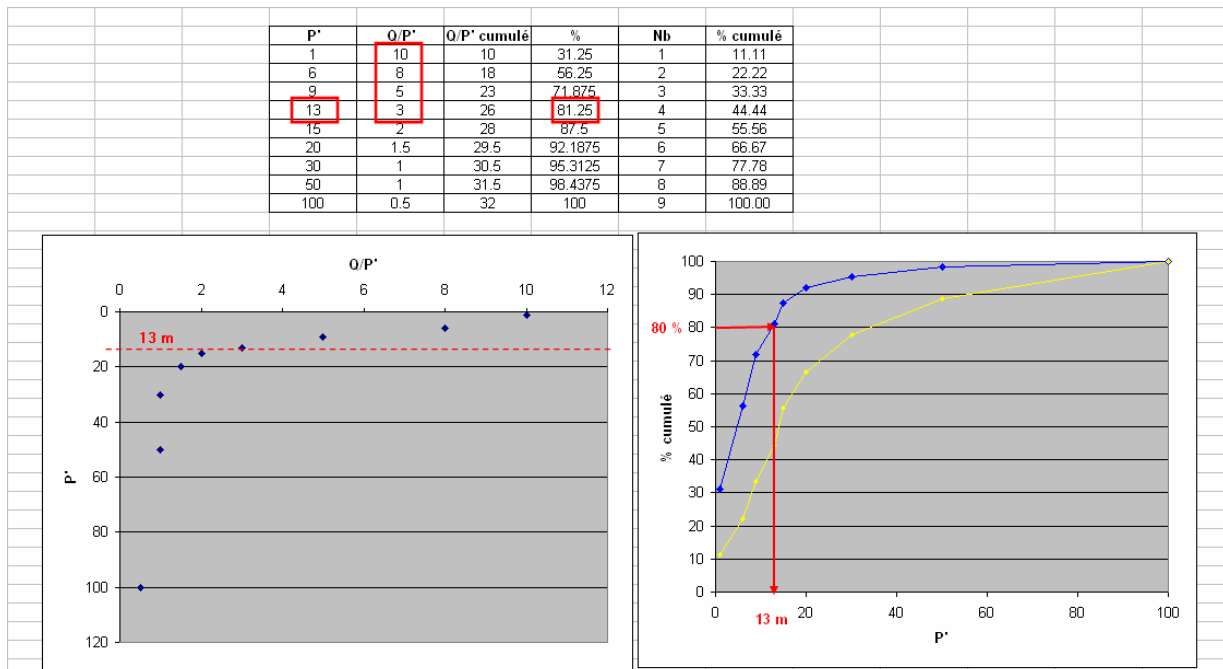 P' Q/P' Q/P' cumulé % Nb % cumulé
1 10 10 31.25 1 11.11
6 8 18 56.25 2 22.22
9 5 23 71.875 3 33.33
13 3 26 81.25 4 44.44
15 2 28 87.5 5 55.56
20 1.5 29.5 92.1875 6 66.67
30 1 30.5 95.3125 7 77.78
50 1 31.5 98.4375 8 88.89
100 0.5 32 100 9 100.00
Q/P'
0 2 4 6 8 10 12
0
13 m
20
40
60
80
100
120
P'
100
90
80 %
80
70
60
50
40
30
20
10
0
% cumulé
0 20 40 60 80 100
13 m
P'